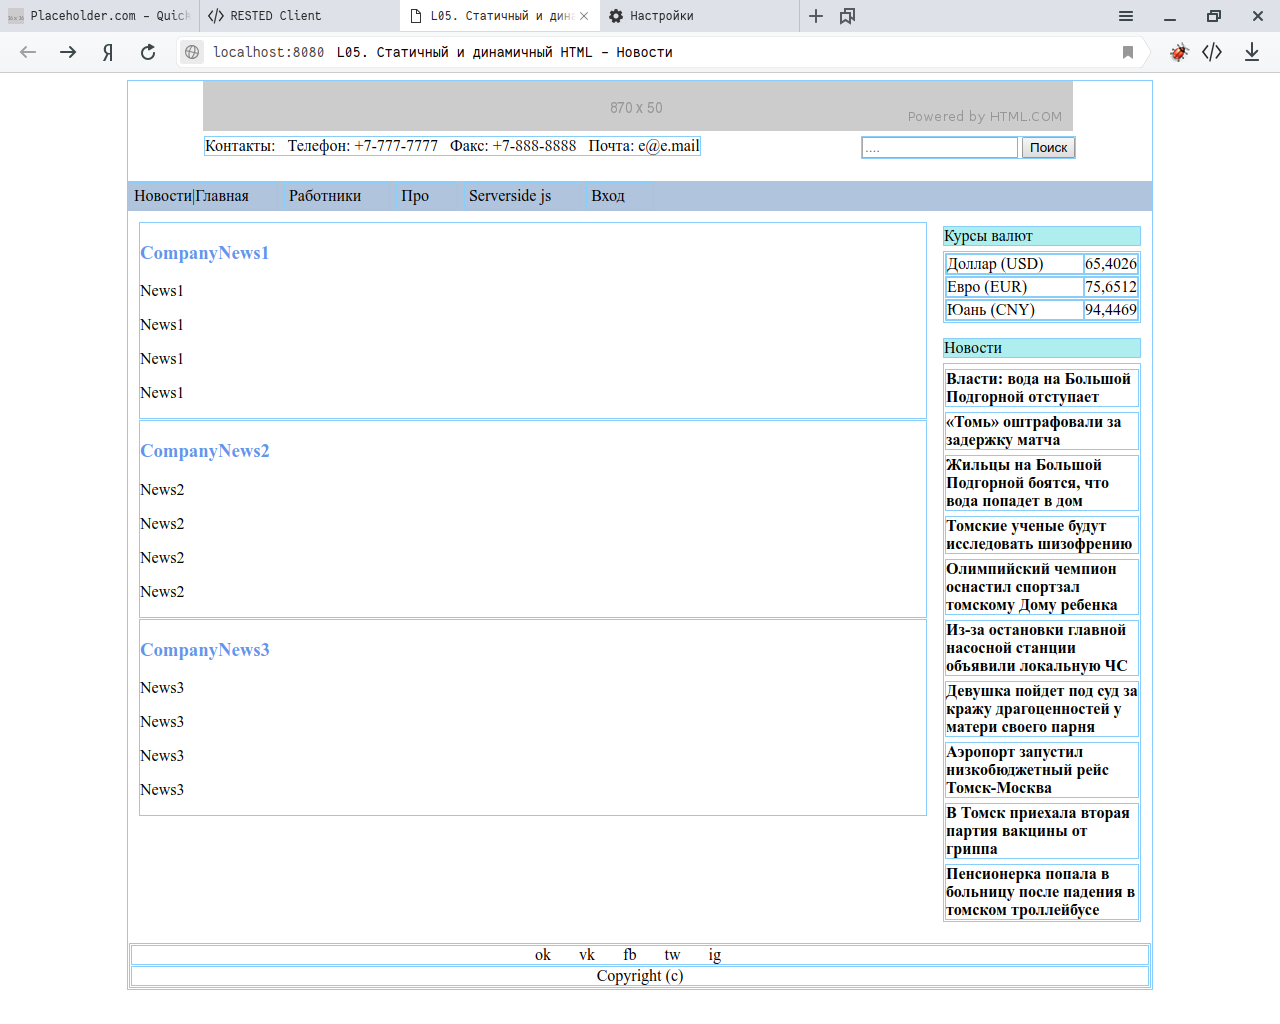 Placeholder.com – Quick
RESTED Client
L05. Статичный и дин
Настройки
Я
localhost:8080 L05. Статичный и динамичный HTML – Новости
870 x 50
Powered by HTML.COM
Контакты: Телефон: +7-777-7777 Факс: +7-888-8888 Почта: e@e.mail
....
Поиск
Новости|Главная Работники Про Serverside js Вход
CompanyNews1
News1
News1
News1
News1
CompanyNews2
News2
News2
News2
News2
CompanyNews3
News3
News3
News3
News3
Курсы валют
Доллар (USD) 65,4026
Евро (EUR) 75,6512
Юань (CNY) 94,4469
Новости
Власти: вода на Большой
Подгорной отступает
«Томь» оштрафовали за
задержку матча
Жильцы на Большой
Подгорной боятся, что
вода попадет в дом
Томские ученые будут
исследовать шизофрению
Олимпийский чемпион
оснастил спортзал
томскому Дому ребенка
Из-за остановки главной
насосной станции
объявили локальную ЧС
Девушка пойдет под суд за
кражу драгоценностей у
матери своего парня
Аэропорт запустил
низкобюджетный рейс
Томск-Москва
В Томск приехала вторая
партия вакцины от
гриппа
Пенсионерка попала в
больницу после падения в
томском троллейбусе
ok vk fb tw ig
Copyright (c)